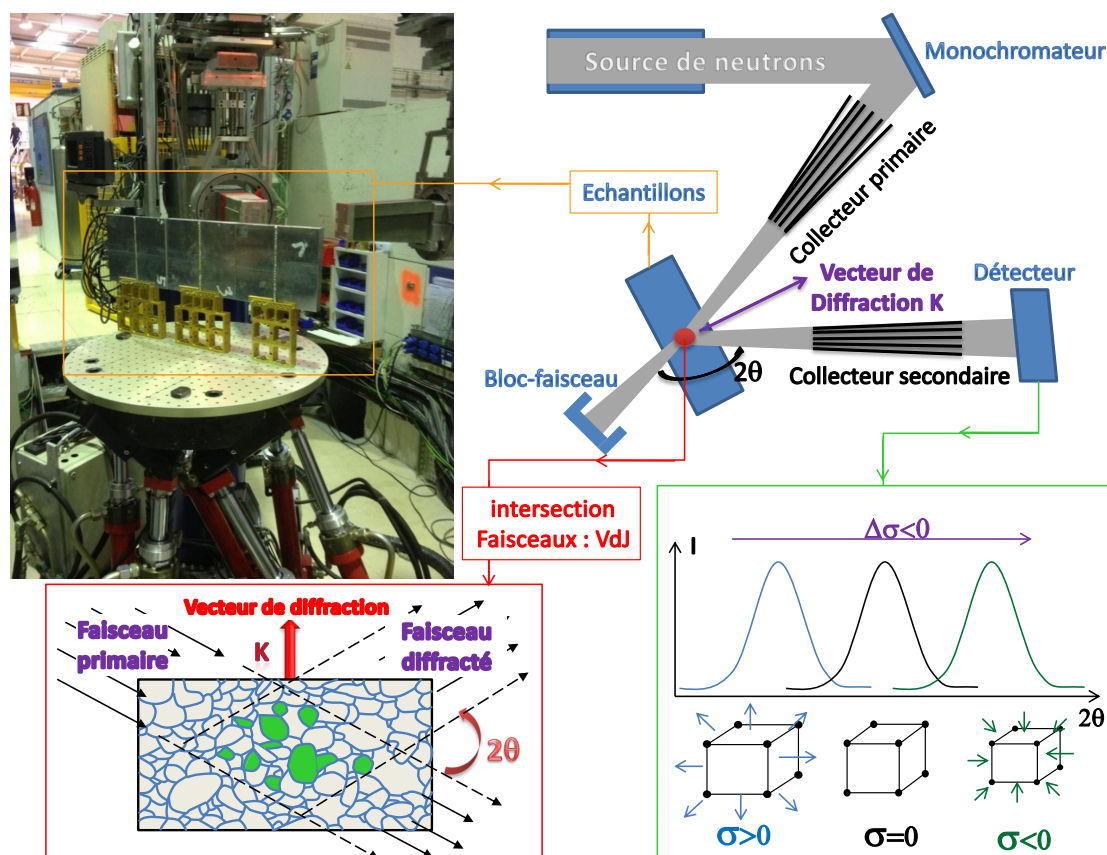 Source de neutrons
Monochromateur
Collecteur primaire
Echantillons
Vecteur de
Diffraction K
Détecteur
2θ
Bloc-faisceau
Collecteur secondaire
intersection
Faisceaux : VdJ
Δσ<0
I
2θ
σ>0
σ=0
σ<0
Vecteur de diffraction
Faisceau
primaire
K
Faisceau
diffracté
2θ